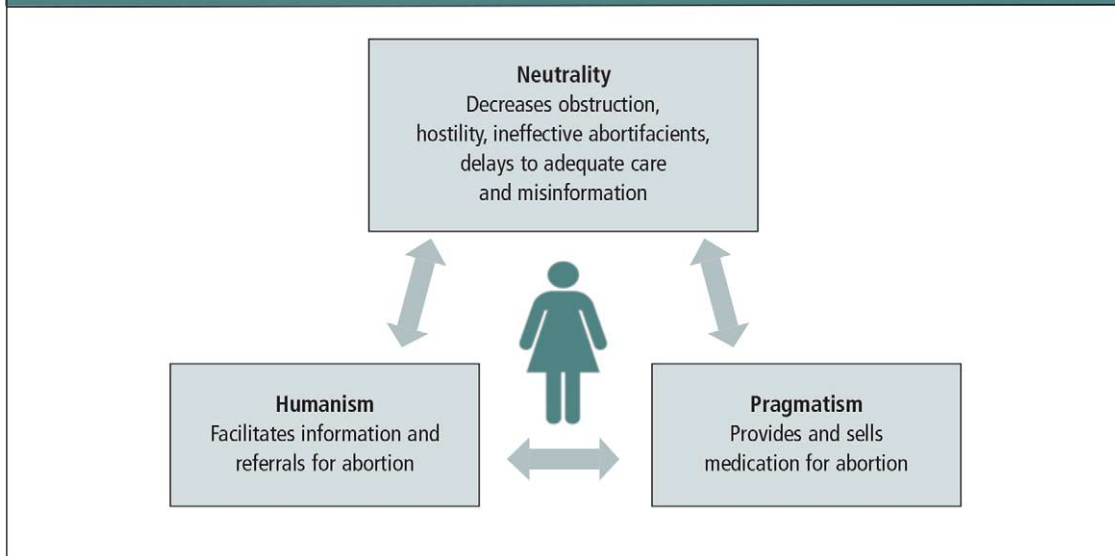 Neutrality
Decreases obstruction,
hostility, ineffective abortifacients,
delays to adequate care
and misinformation
Humanism
Facilitates information and
referrals for abortion
Pragmatism
Provides and sells
medication for abortion